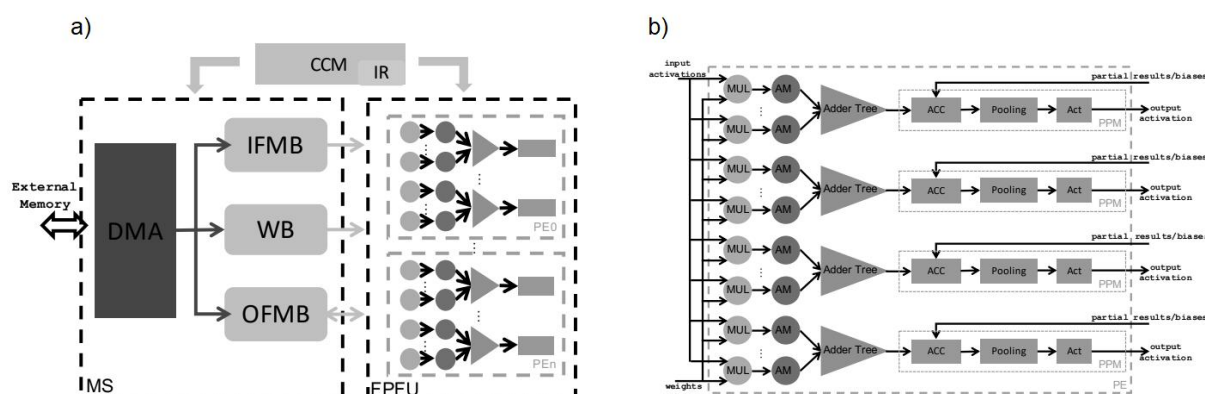 a)
CCM
IR
External
Memory
DMA
IFMB
WB
OFMB
MS
PE0
PEn
b)
input
activations
weights
MUL
AM
MUL
AM
Adder Tree
partial results/biases
ACC
Pooling
Act
PPM
output
activation
MUL
AM
MUL
AM
Adder Tree
partial results/biases
ACC
Pooling
Act
PPM
output
activation
MUL
AM
MUL
AM
Adder Tree
partial results/biases
ACC
Pooling
Act
PPM
output
activation
MUL
AM
MUL
AM
Adder Tree
partial results/biases
ACC
Pooling
Act
PPM
output
activation
PE